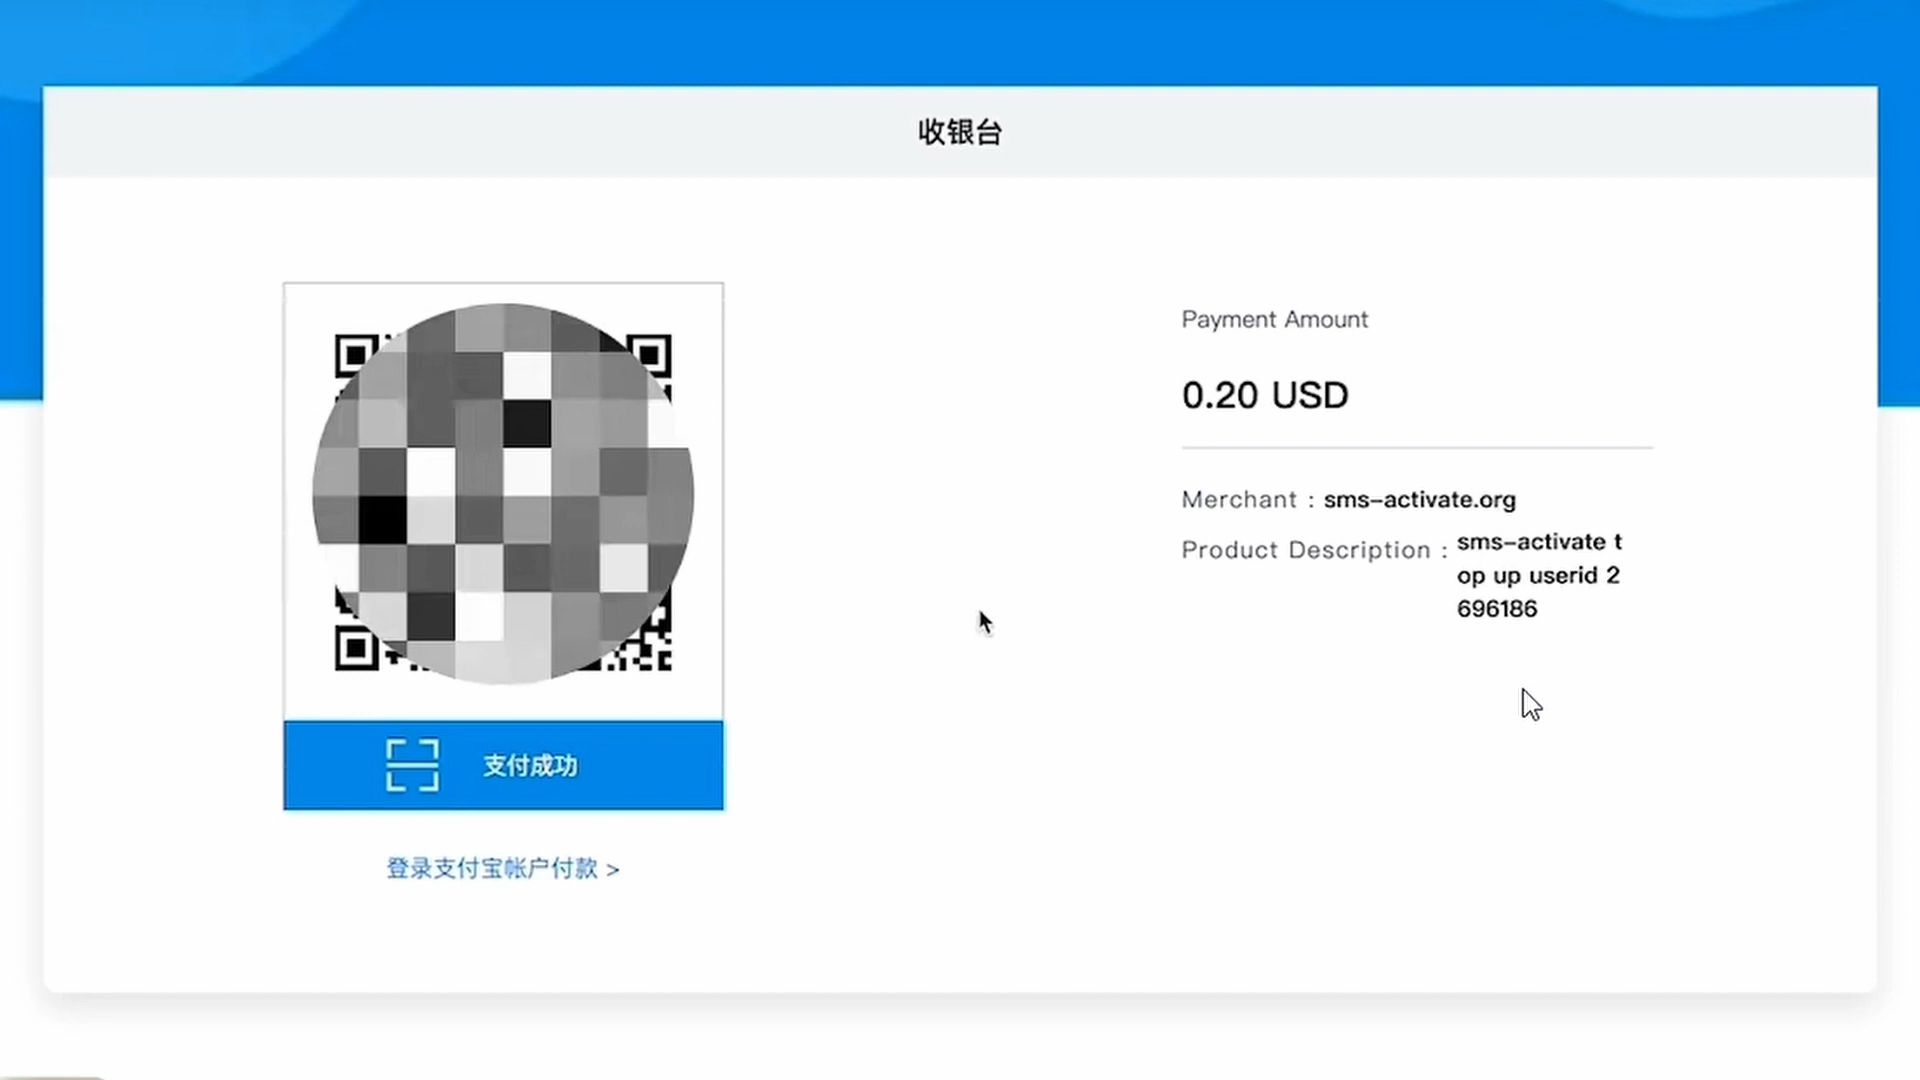 收银台
Payment Amount
0.20 USD
Merchant : sms-activate.org
Product Description : sms-activate t
op up userid 2
696186
支付成功
登录支付宝帐户付款 >